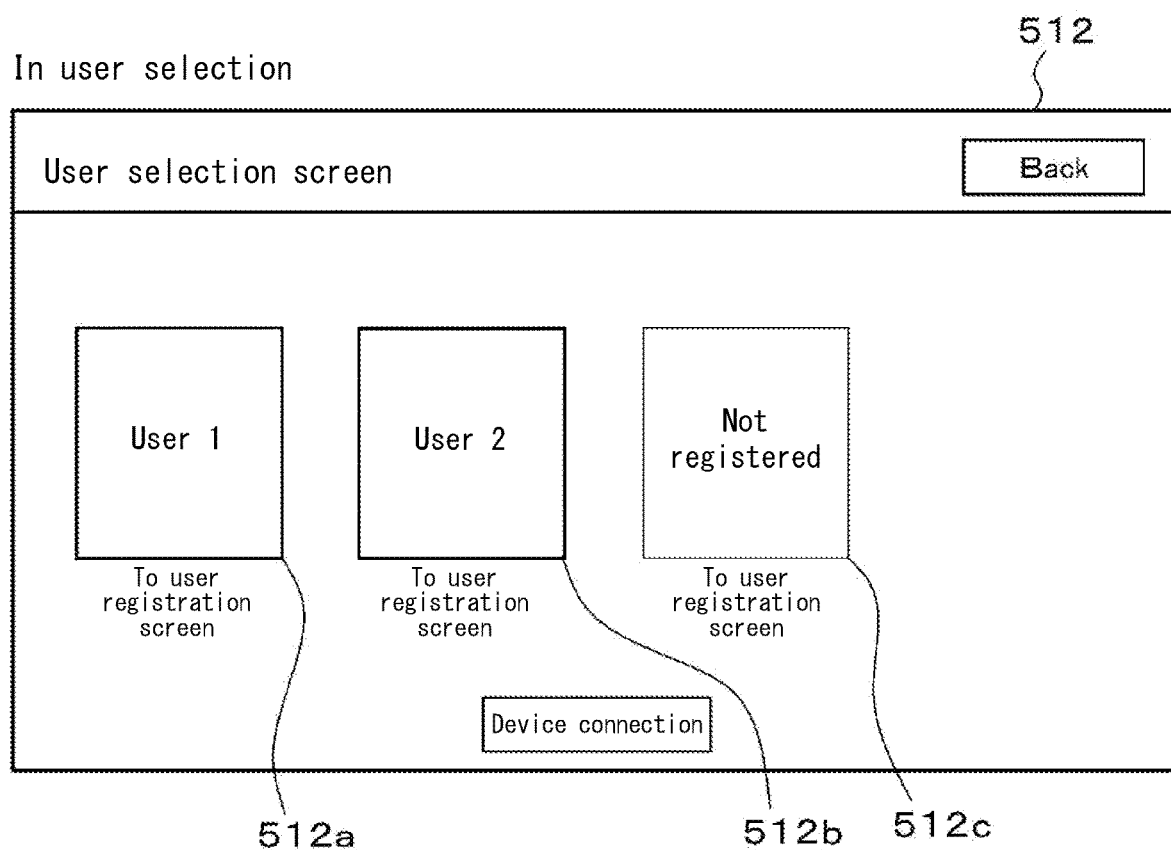 512
In user selection
User selection screen
Back
User 1
User 2
Not
registered
To user
registration
screen
To user
registration
screen
To user
registration
screen
Device connection
512a
512b
512c